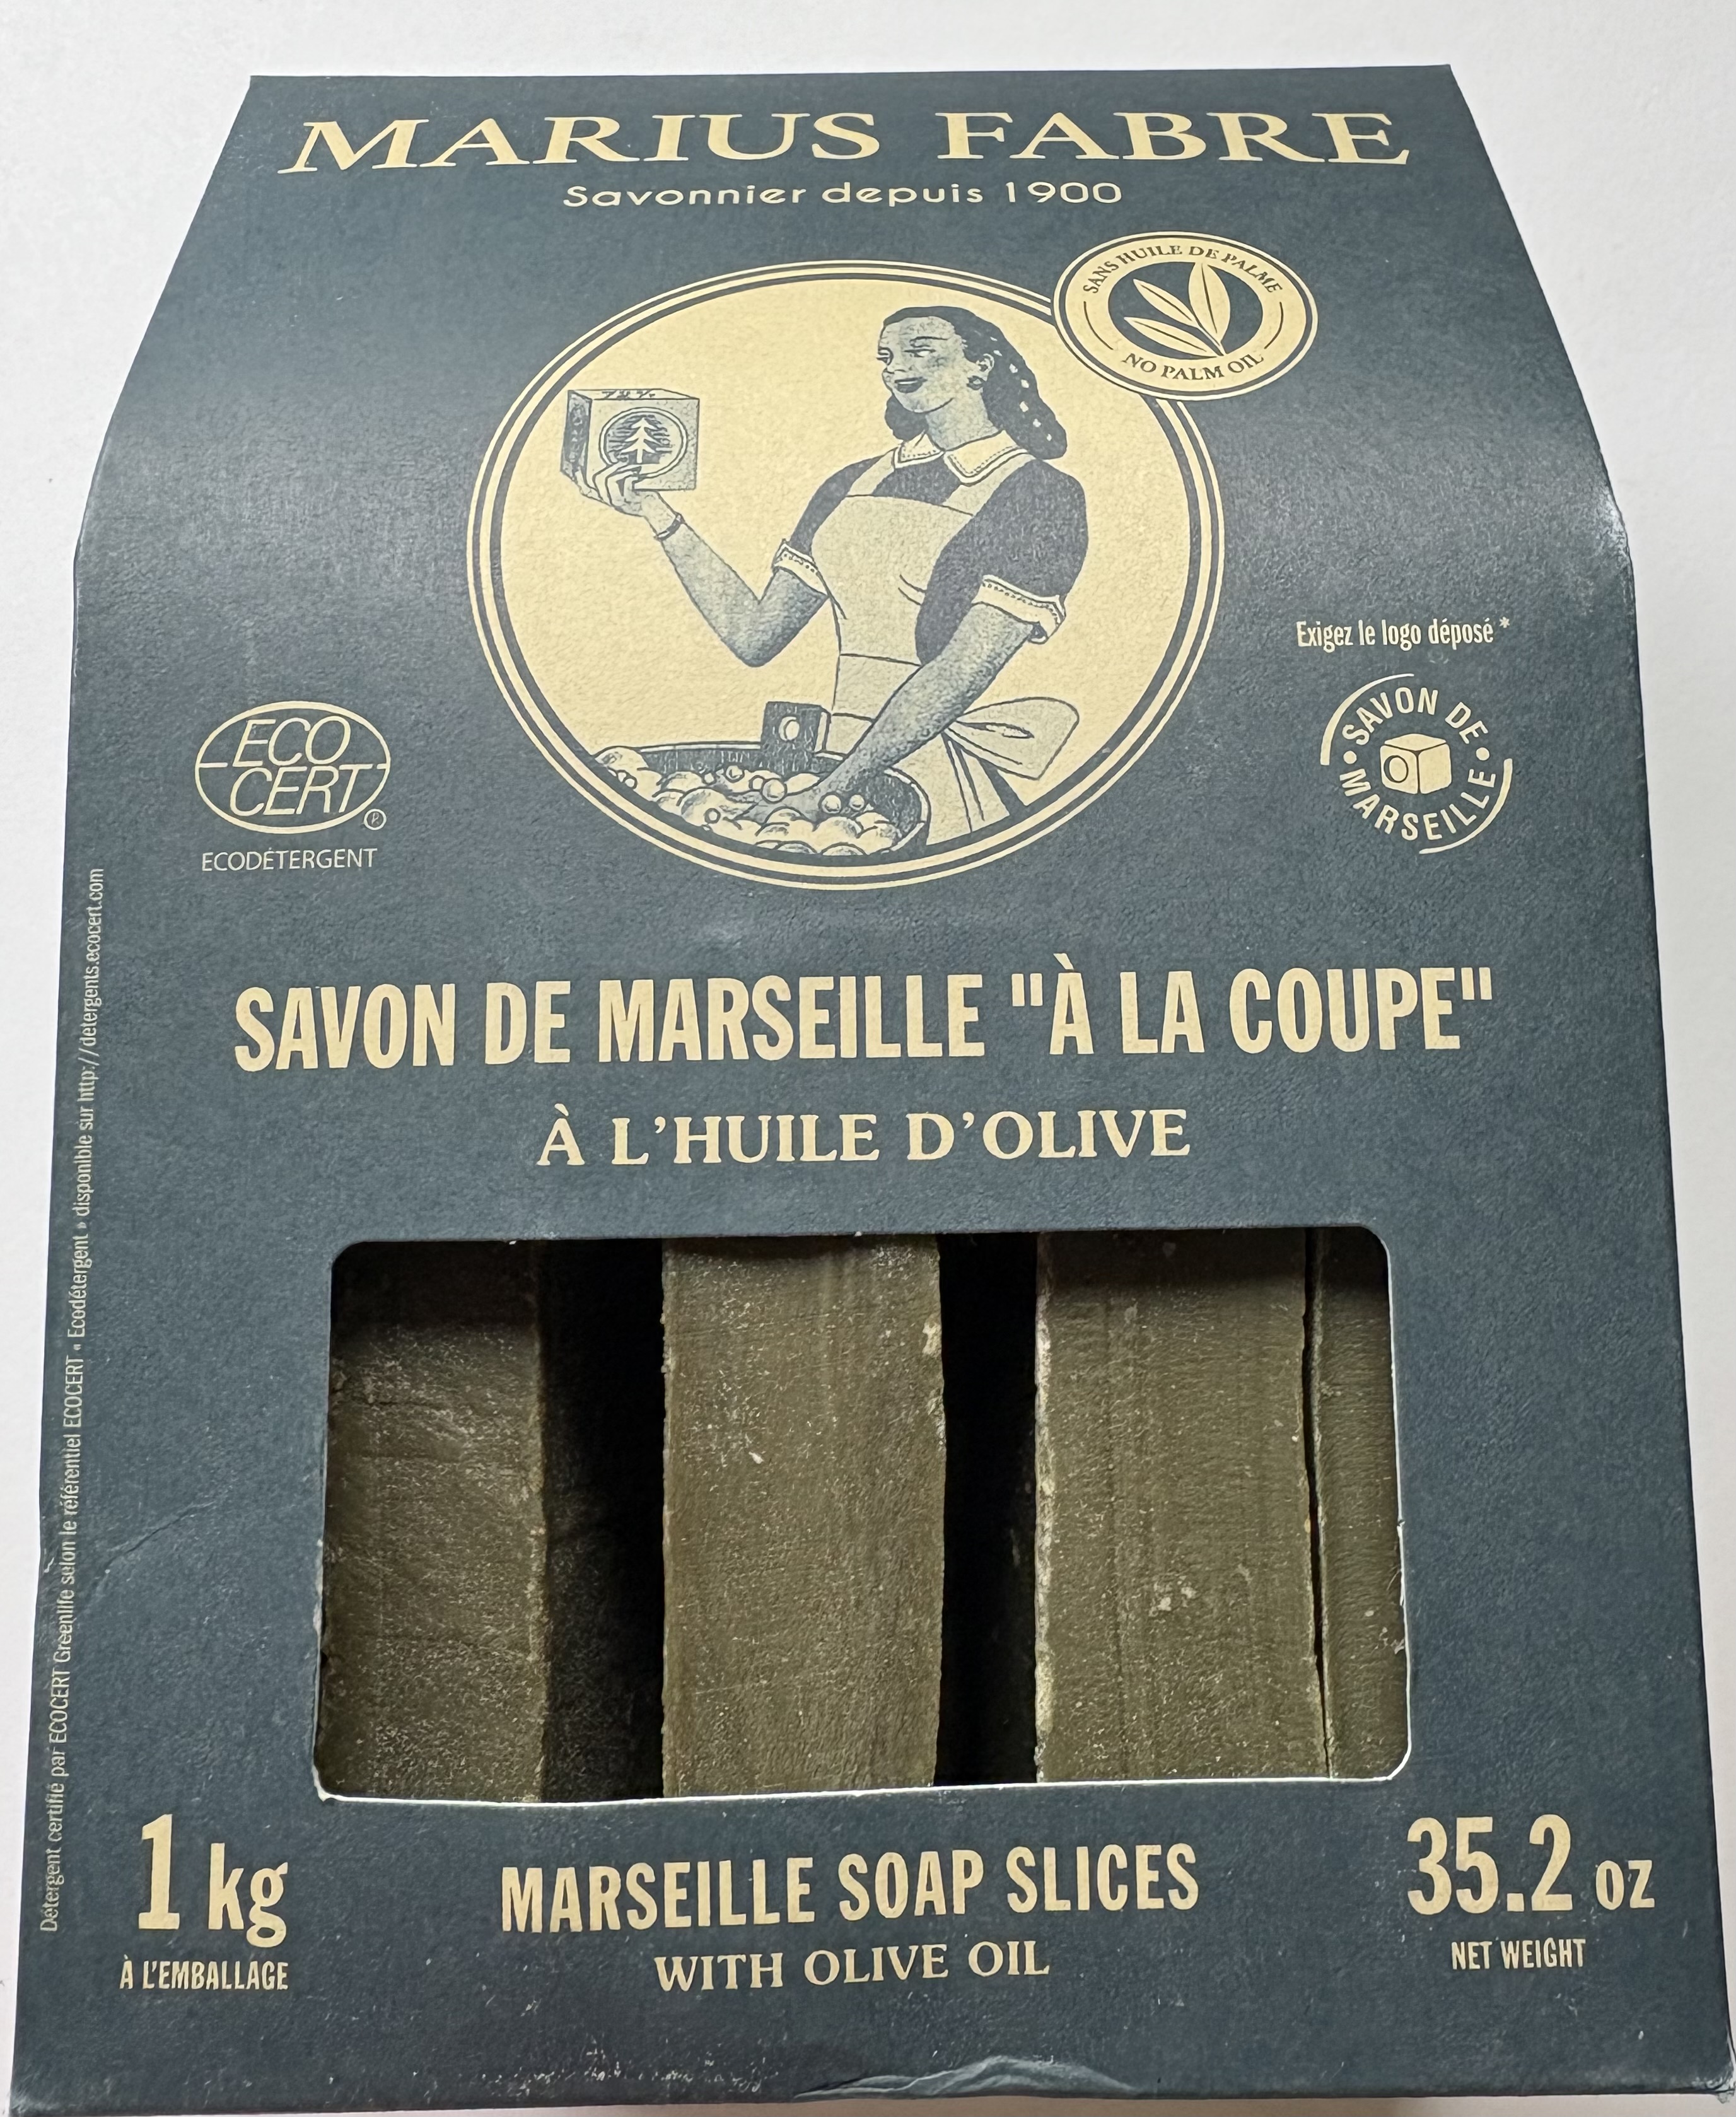 MARIUS FABRE
Savonnier depuis 1900
SANS HUILE DE PALME
NO PALM OIL
72%
Exigez le logo déposé *
SAVON DE
MARSEILLE
ECO
CERT
ECODÉTERGENT
SAVON DE MARSEILLE "À LA COUPE"
À L'HUILE D'OLIVE
Détergent certifié par ECOCERT Greenlife selon le référentiel ECOCERT « Ecodétergent » disponible sur http://detergents.ecocert.com
1 kg
À L'EMBALLAGE
MARSEILLE SOAP SLICES
WITH OLIVE OIL
35.2 oz
NET WEIGHT